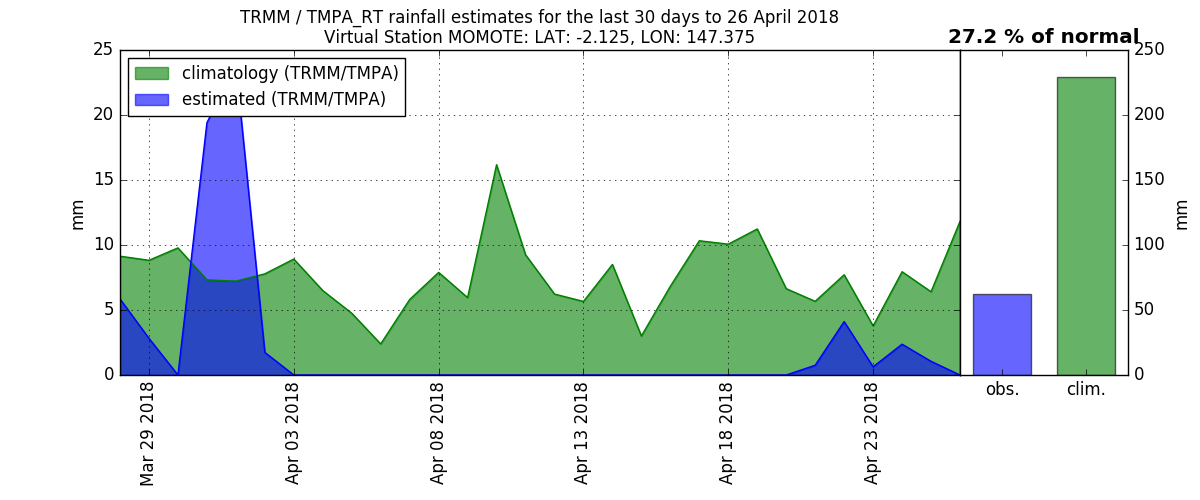 TRMM / TMPA_RT rainfall estimates for the last 30 days to 26 April 2018
Virtual Station MOMOTE: LAT: -2.125, LON: 147.375
27.2 % of normal
climatology (TRMM/TMPA)
estimated (TRMM/TMPA)
25
20
15
10
5
0
mm
250
200
150
100
50
0
mm
Mar 29 2018
Apr 03 2018
Apr 08 2018
Apr 13 2018
Apr 18 2018
Apr 23 2018
obs.
clim.